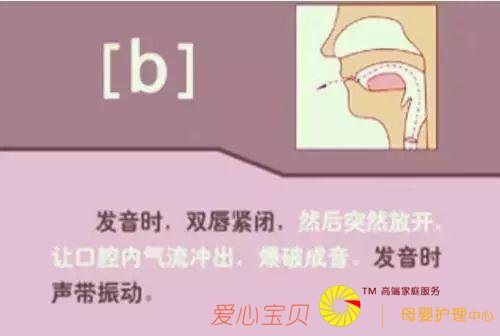 [b]
发音时，双唇紧闭，然后突然放开，
让口腔内气流冲出，爆破成音。发音时
声带振动。
爱心宝贝
TM 高端家庭服务
母婴护理中心